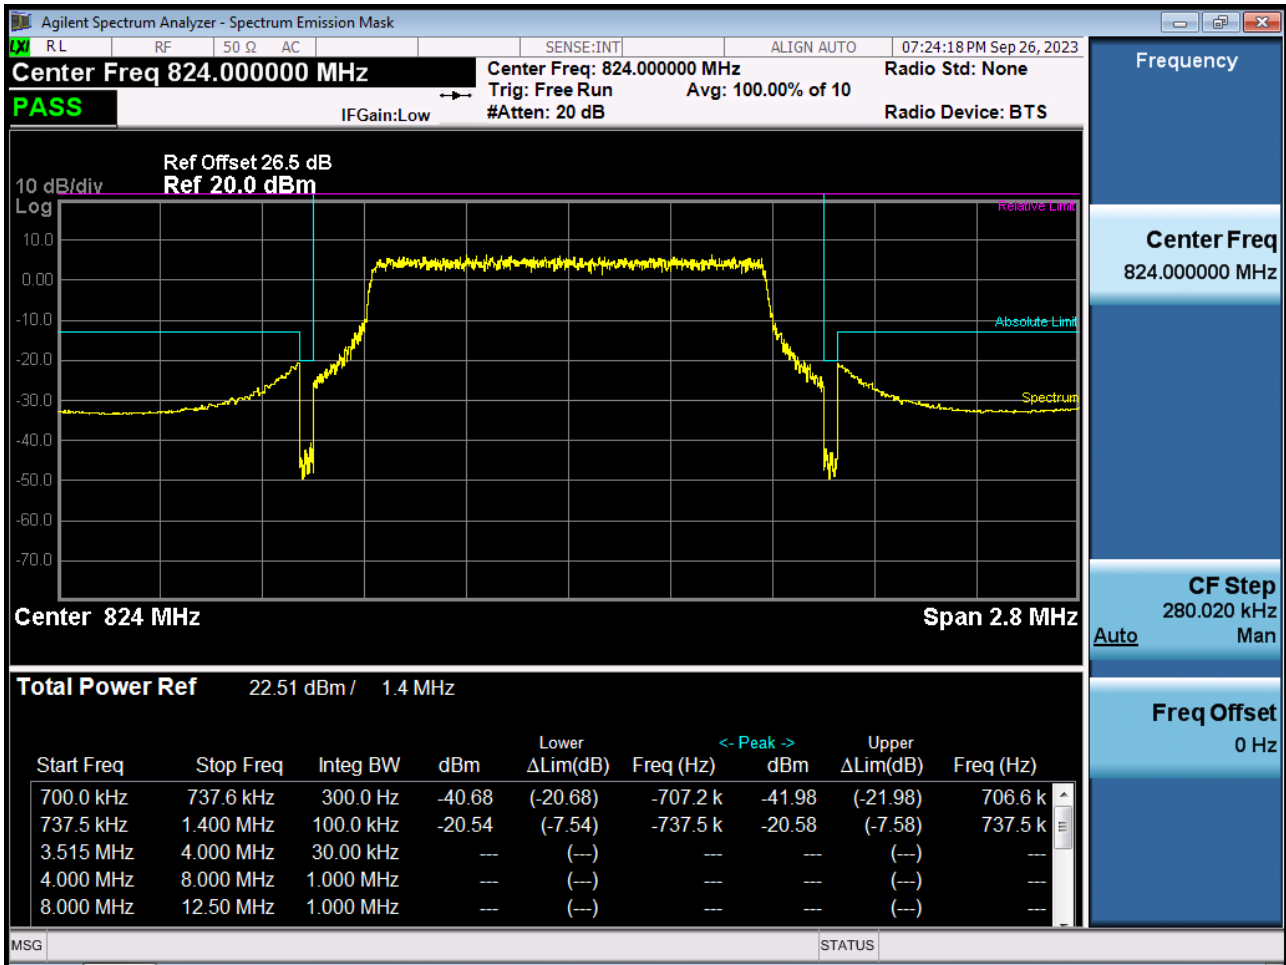 Agilent Spectrum Analyzer - Spectrum Emission Mask
LXI RL RF 50 Ω AC SENSE:INT ALIGN AUTO 07:24:18 PM Sep 26, 2023
Center Freq 824.000000 MHz
Center Freq: 824.000000 MHz Radio Std: None
Trig: Free Run Avg: 100.00% of 10
PASS
IFGain:Low #Atten: 20 dB Radio Device: BTS
Ref Offset 26.5 dB
10 dB/div Ref 20.0 dBm
Log
Relative Limit
10.0
0.00
-10.0
Absolute Limit
-20.0
-30.0
Spectrum
-40.0
-50.0
-60.0
-70.0
Center 824 MHz Span 2.8 MHz
Total Power Ref 22.51 dBm / 1.4 MHz
Lower <- Peak -> Upper
Start Freq Stop Freq Integ BW dBm ΔLim(dB) Freq (Hz) dBm ΔLim(dB) Freq (Hz)
700.0 kHz 737.6 kHz 300.0 Hz -40.68 (-20.68) -707.2 k -41.98 (-21.98) 706.6 k
737.5 kHz 1.400 MHz 100.0 kHz -20.54 (-7.54) -737.5 k -20.58 (-7.58) 737.5 k
3.515 MHz 4.000 MHz 30.00 kHz --- (---) --- --- (---) ---
4.000 MHz 8.000 MHz 1.000 MHz --- (---) --- --- (---) ---
8.000 MHz 12.50 MHz 1.000 MHz --- (---) --- --- (---) ---
MSG STATUS
Frequency
Center Freq
824.000000 MHz
CF Step
280.020 kHz
Auto Man
Freq Offset
0 Hz